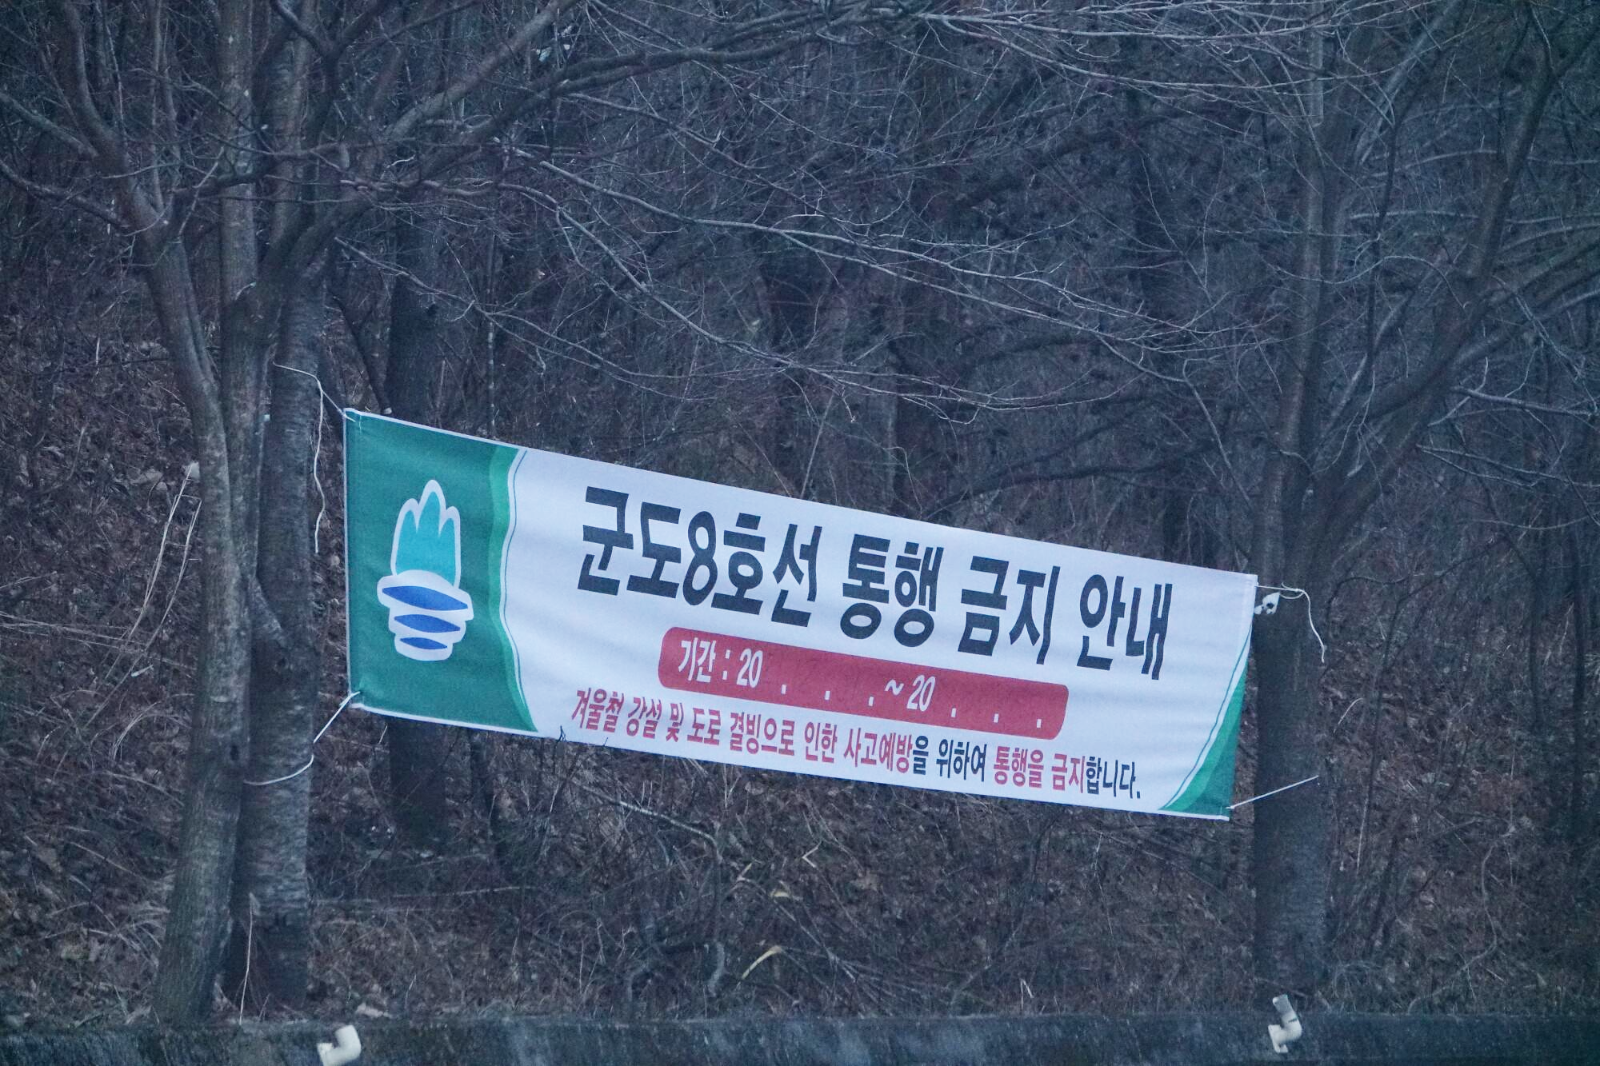 군도8호선 통행 금지 안내
기간 : 20 . . . ~ 20 . . .
겨울철 강설 및 도로 결빙으로 인한 사고예방을 위하여 통행을 금지합니다.